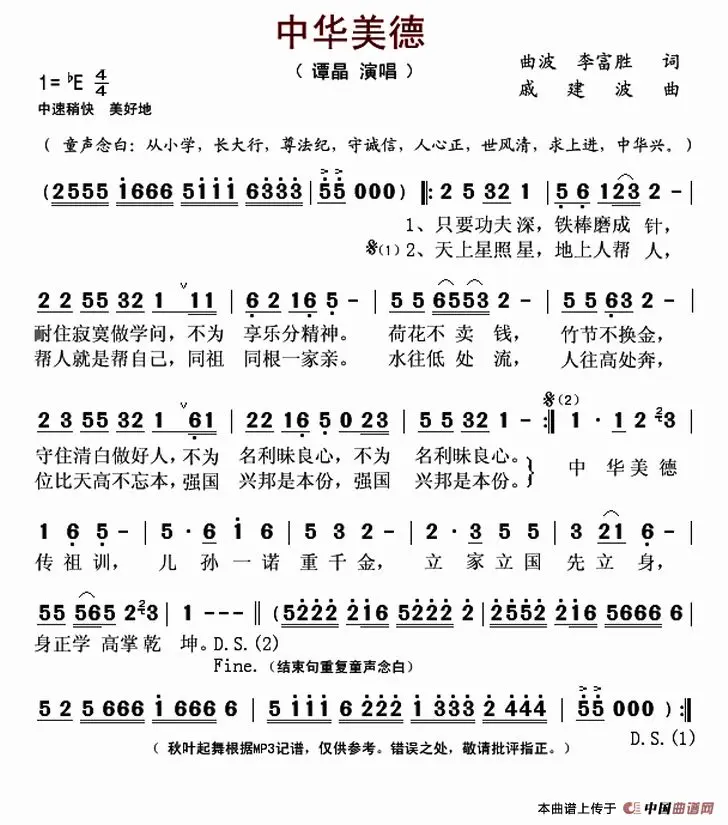 中华美德
（谭晶 演唱）
1=♭E 4/4
曲波 李富胜 词
戚建波 曲
中速稍快 美好地
（童声念白：从小学，长大行，尊法纪，守诚信，人心正，世风清，求上进，中华兴。）
(2555 1666 5111 6333 | 55 000) ‖: 2 5 32 1 | 5 6 123 2 - |
1、只要功夫深，铁棒磨成针，
𝄋(1) 2、天上星照星，地上人帮人，
2 2 55 32 1 ∨ 11 | 6 2 16 5 - | 5 5 6553 2 - | 55 63 2 - |
耐住寂寞做学问，不为 享乐分精神。 荷花不卖钱， 竹节不换金，
帮人就是帮自己，同祖 同根一家亲。 水往低处流， 人往高处奔，
2 3 55 32 1 ∨ 61 | 22 16 5 0 23 | 55 32 1 - :‖ 𝄋(2) 1 · 1 2 3 |
守住清白做好人，不为 名利昧良心，不为 名利昧良心。
位比天高不忘本，强国 兴邦是本份，强国 兴邦是本份。} 中华美德
1 6 5 - | 5 · 6 1 6 | 5 3 2 - | 2 · 3 5 5 | 3 21 6 - |
传祖训， 儿孙一诺 重千金， 立家立国 先立身，
55 565 2 3 | 1 - - - ‖ (5222 2216 5666 5222 | 2552 2216 5666 6 |
身正学 高掌乾 坤。D.S.(2)
Fine.（结束句重复童声念白）
5 2 5 666 1 666 6 | 5 111 6 222 1 333 2 444 | 55 000 ) :‖
D.S.(1)
（秋叶起舞根据MP3记谱，仅供参考。错误之处，敬请批评指正。）
本曲谱上传于 中国曲谱网